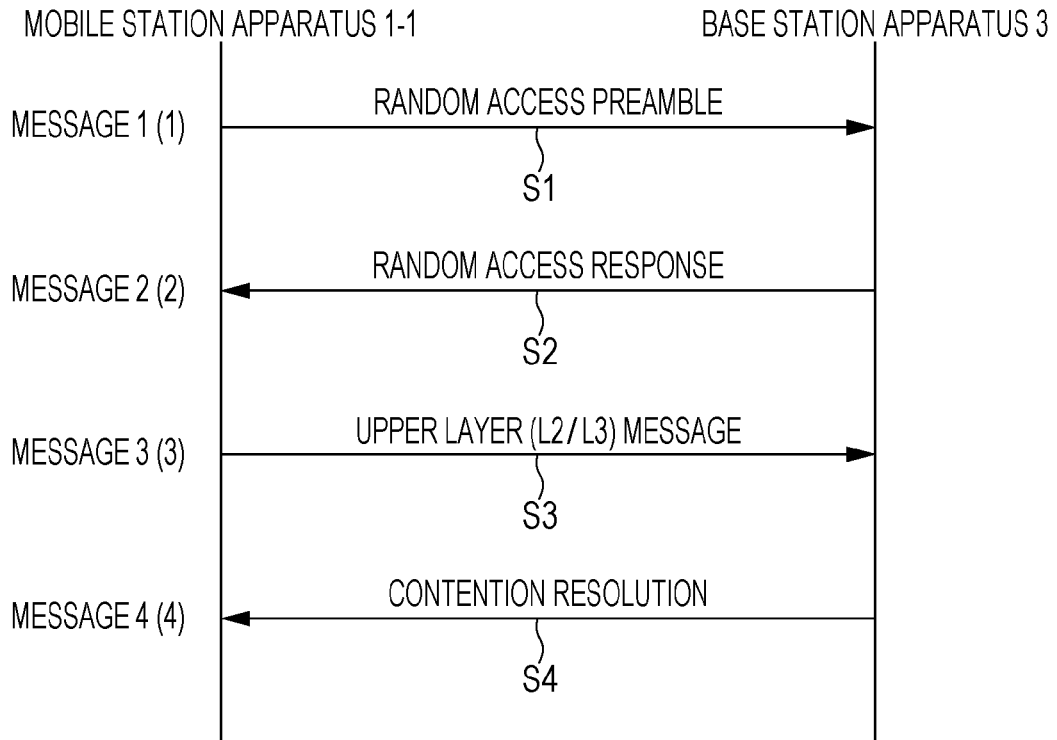 MOBILE STATION APPARATUS 1-1
BASE STATION APPARATUS 3
MESSAGE 1 (1)
RANDOM ACCESS PREAMBLE
S1
MESSAGE 2 (2)
RANDOM ACCESS RESPONSE
S2
MESSAGE 3 (3)
UPPER LAYER (L2 / L3) MESSAGE
S3
MESSAGE 4 (4)
CONTENTION RESOLUTION
S4